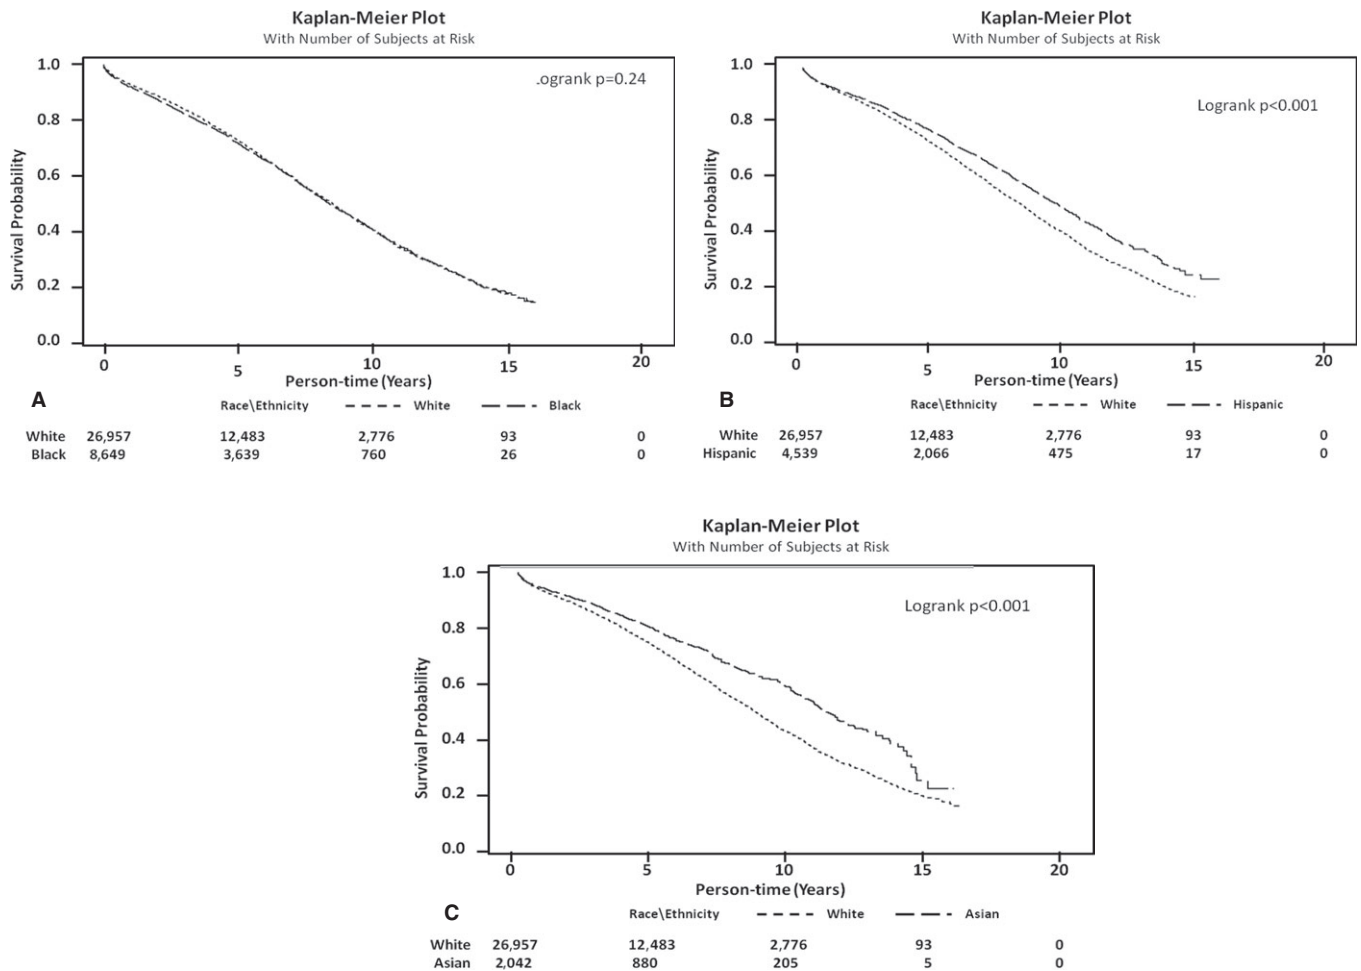 Kaplan-Meier Plot
With Number of Subjects at Risk
.ogrank p=0.24
Survival Probability
1.0
0.8
0.6
0.4
0.2
0.0
0 5 10 15 20
Person-time (Years)
A
Race\Ethnicity White Black
White 26,957 12,483 2,776 93 0
Black 8,649 3,639 760 26 0
Kaplan-Meier Plot
With Number of Subjects at Risk
Logrank p<0.001
Survival Probability
1.0
0.8
0.6
0.4
0.2
0.0
0 5 10 15 20
Person-time (Years)
B
Race\Ethnicity White Hispanic
White 26,957 12,483 2,776 93 0
Hispanic 4,539 2,066 475 17 0
Kaplan-Meier Plot
With Number of Subjects at Risk
Logrank p<0.001
Survival Probability
1.0
0.8
0.6
0.4
0.2
0.0
0 5 10 15 20
Person-time (Years)
C
Race\Ethnicity White Asian
White 26,957 12,483 2,776 93 0
Asian 2,042 880 205 5 0